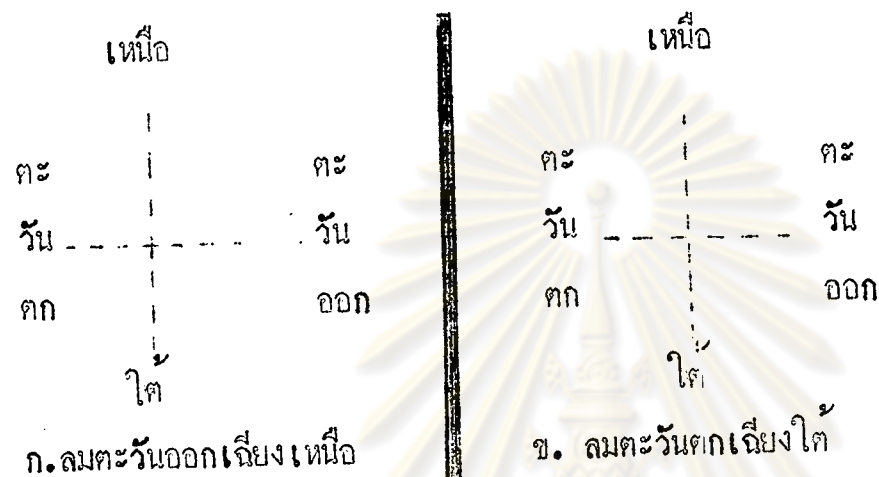 เหนือ
ตะ ตะ
วัน วัน
ตก ออก
ใต้
ก.ลมตะวันออกเฉียงเหนือ
เหนือ
ตะ ตะ
วัน วัน
ตก ออก
ใต้
ข. ลมตะวันตกเฉียงใต้